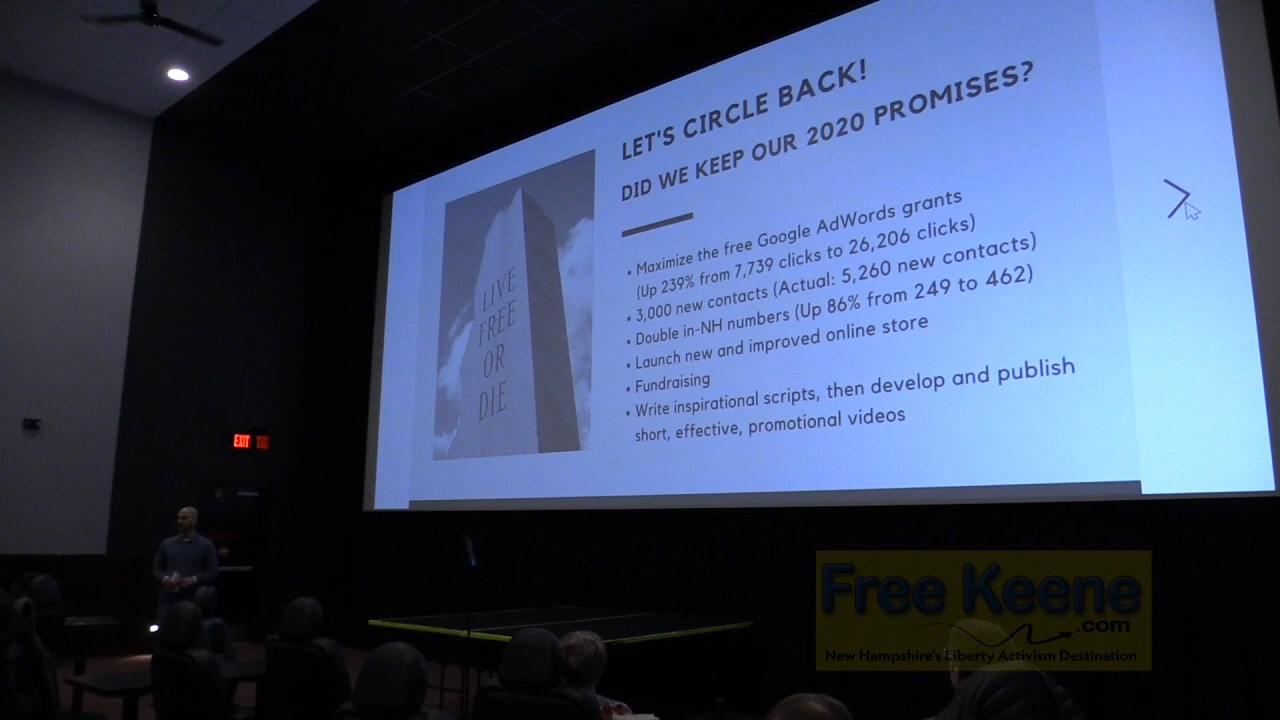 LET'S CIRCLE BACK!
DID WE KEEP OUR 2020 PROMISES?
LIVE
FREE
OR
DIE
• Maximize the free Google AdWords grants
(Up 239% from 7,739 clicks to 26,206 clicks)
• 3,000 new contacts (Actual: 5,260 new contacts)
• Double in-NH numbers (Up 86% from 249 to 462)
• Launch new and improved online store
• Fundraising
• Write inspirational scripts, then develop and publish
short, effective, promotional videos
EXIT
Free Keene
.com
New Hampshire's Liberty Activism Destination